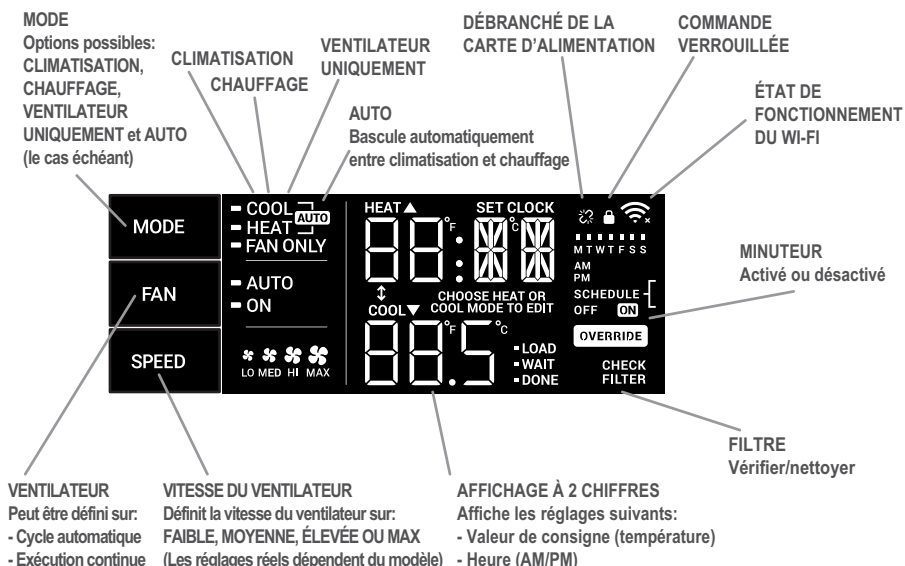 MODE
Options possibles:
CLIMATISATION,
CHAUFFAGE,
VENTILATEUR
UNIQUEMENT et AUTO
(le cas échéant)
CLIMATISATION
CHAUFFAGE
VENTILATEUR
UNIQUEMENT
AUTO
Bascule automatiquement
entre climatisation et chauffage
DÉBRANCHÉ DE LA
CARTE D'ALIMENTATION
COMMANDE
VERROUILLÉE
ÉTAT DE
FONCTIONNEMENT
DU WI-FI
MINUTEUR
Activé ou désactivé
MODE
FAN
SPEED
COOL
HEAT
AUTO
FAN ONLY
AUTO
ON
LO MED HI MAX
HEAT▲ SET CLOCK
88:88
°F °C
CHOOSE HEAT OR
COOL MODE TO EDIT
COOL▼
88.5
°F °C
LOAD
WAIT
DONE
M T W T F S S
AM
PM
SCHEDULE
OFF ON
OVERRIDE
CHECK
FILTER
FILTRE
Vérifier/nettoyer
VENTILATEUR
Peut être défini sur:
- Cycle automatique
- Exécution continue
VITESSE DU VENTILATEUR
Définit la vitesse du ventilateur sur:
FAIBLE, MOYENNE, ÉLEVÉE OU MAX
(Les réglages réels dépendent du modèle)
AFFICHAGE À 2 CHIFFRES
Affiche les réglages suivants:
- Valeur de consigne (température)
- Heure (AM/PM)